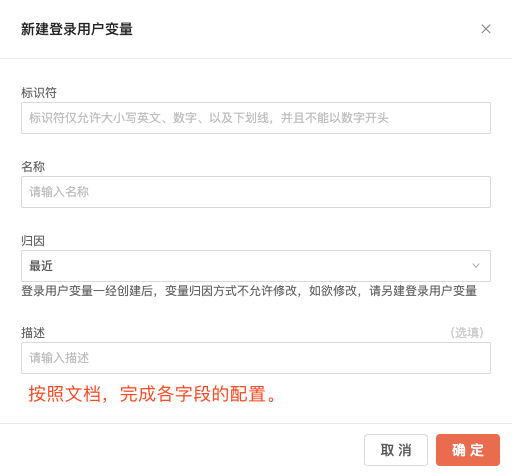 新建登录用户变量
标识符
标识符仅允许大小写英文、数字、以及下划线，并且不能以数字开头
名称
请输入名称
归因
最近
登录用户变量一经创建后，变量归因方式不允许修改，如欲修改，请另建登录用户变量
描述 (选填)
请输入描述
按照文档，完成各字段的配置。
取 消 确 定